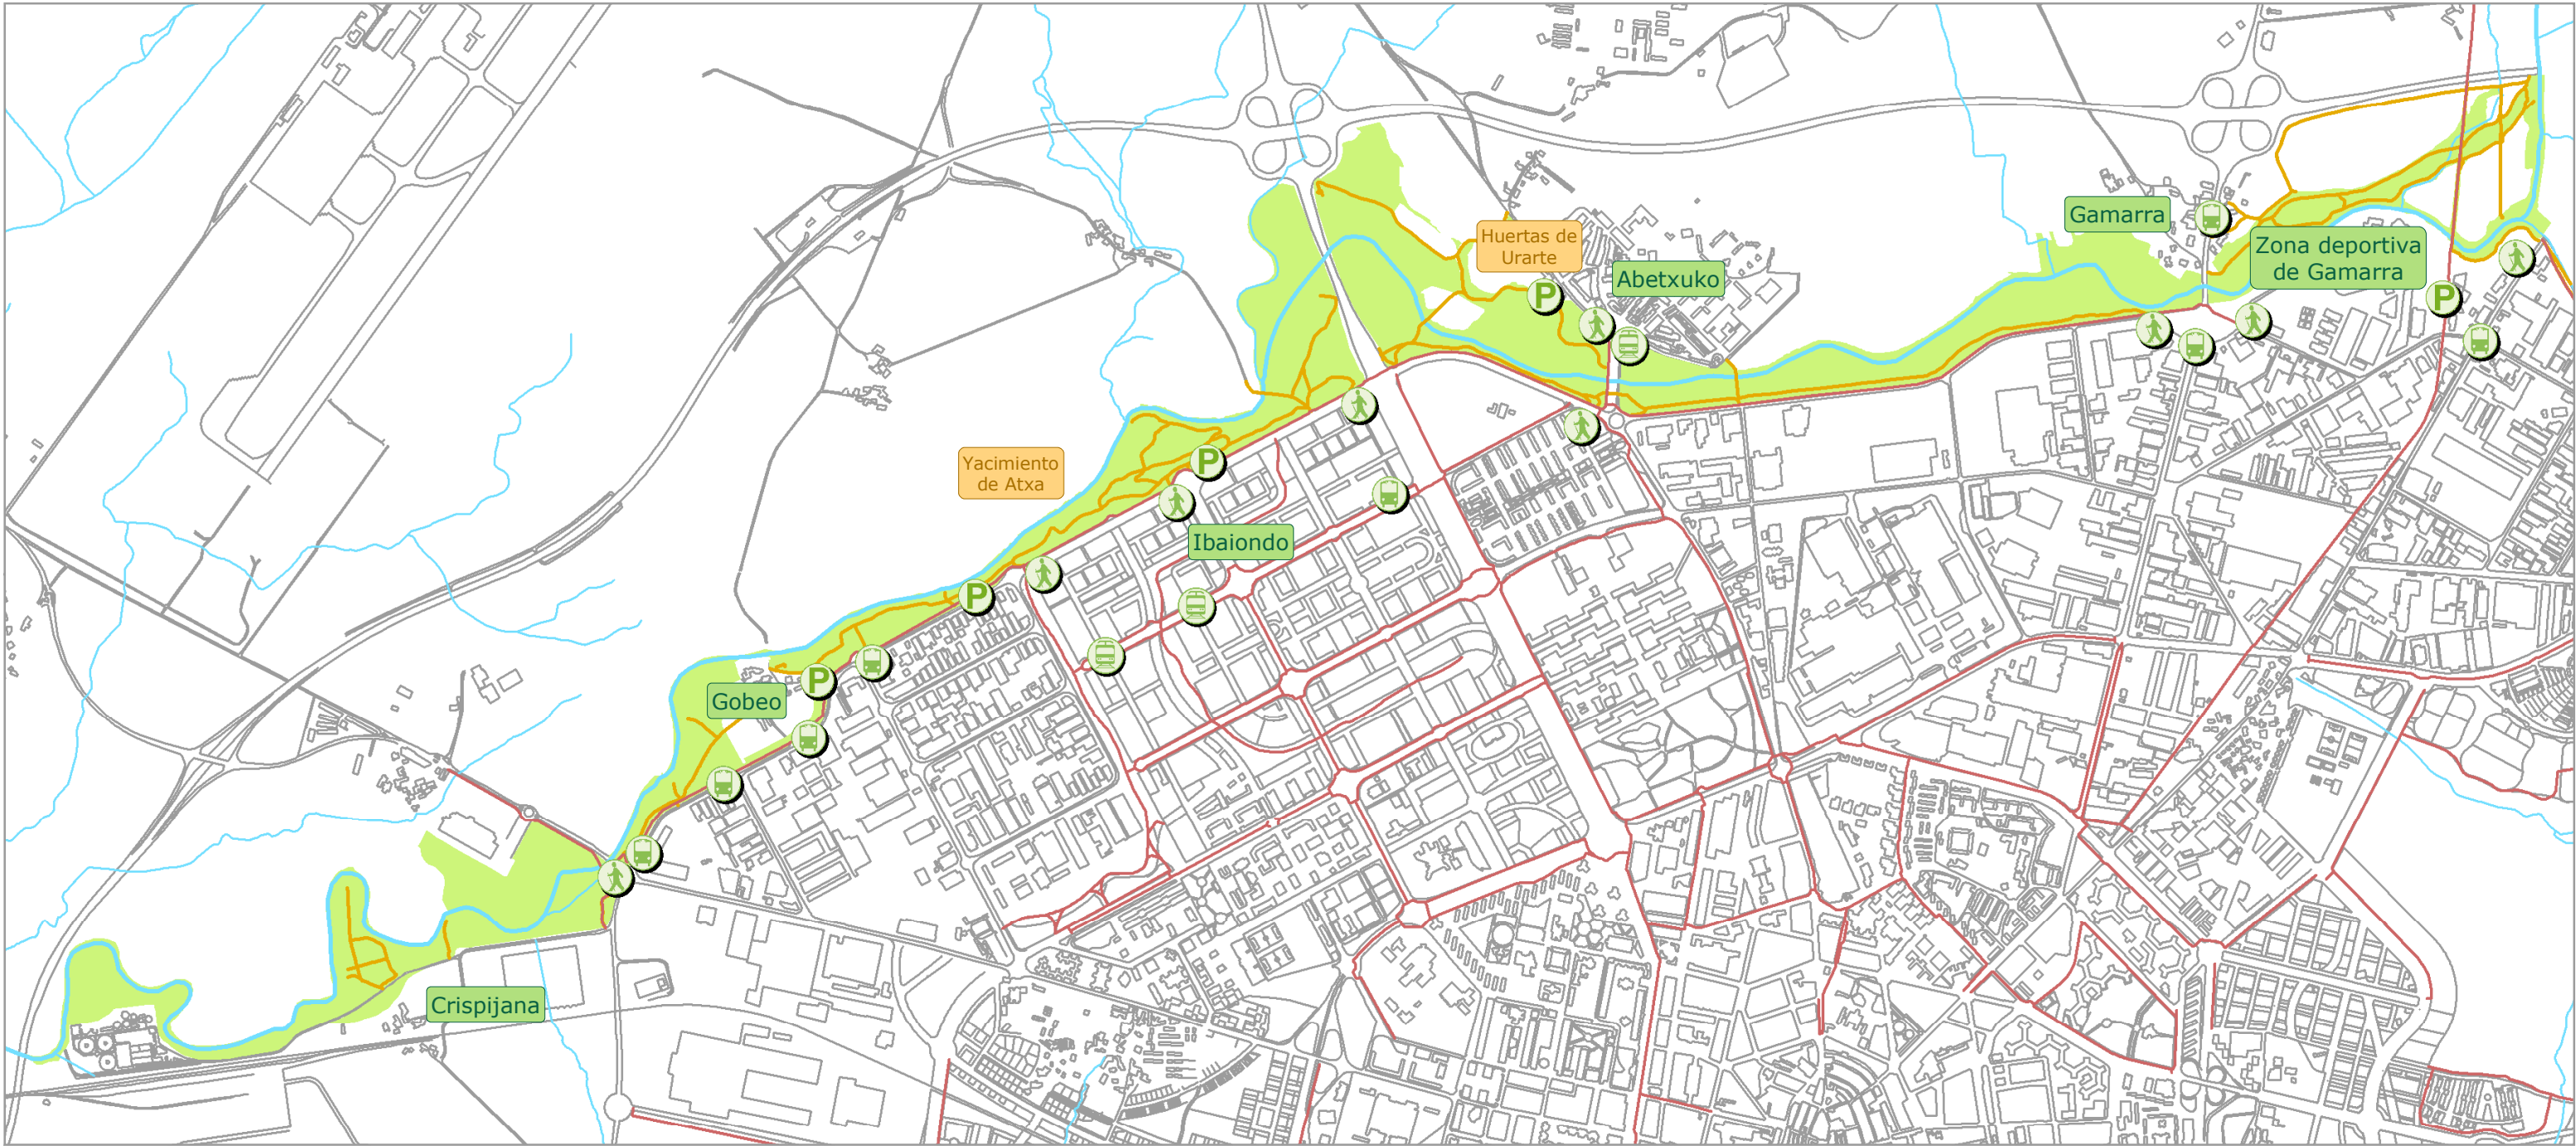 Gamarra
Zona deportiva
de Gamarra
Huertas de
Urarte
P
Abetxuko
P
Yacimiento
de Atxa
P
Ibaiondo
P
Gobeo
P
Crispijana